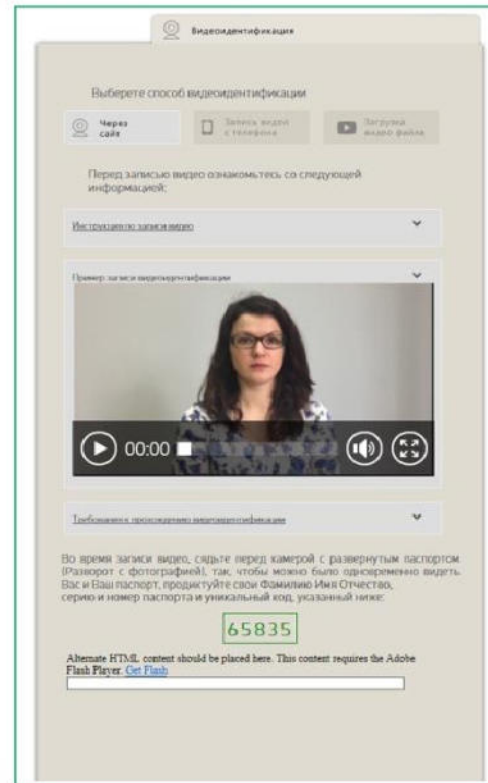 Видеоидентификация
Выберете способ видеоидентификации
Через
сайт
Запись видео
с телефона
Загрузка
видео файла
Перед записью видео ознакомьтесь со следующей
информацией:
Инструкция по записи видео
Пример записи видеоидентификации
00:00
Требования к прохождению видеоидентификации
Во время записи видео, сядьте перед камерой с развернутым паспортом
(Разворот с фотографией), так, чтобы можно было одновременно видеть
Вас и Ваш паспорт, продиктуйте свои Фамилию Имя Отчество,
серию и номер паспорта и уникальный код, указанный ниже:
65835
Alternate HTML content should be placed here. This content requires the Adobe
Flash Player. Get Flash